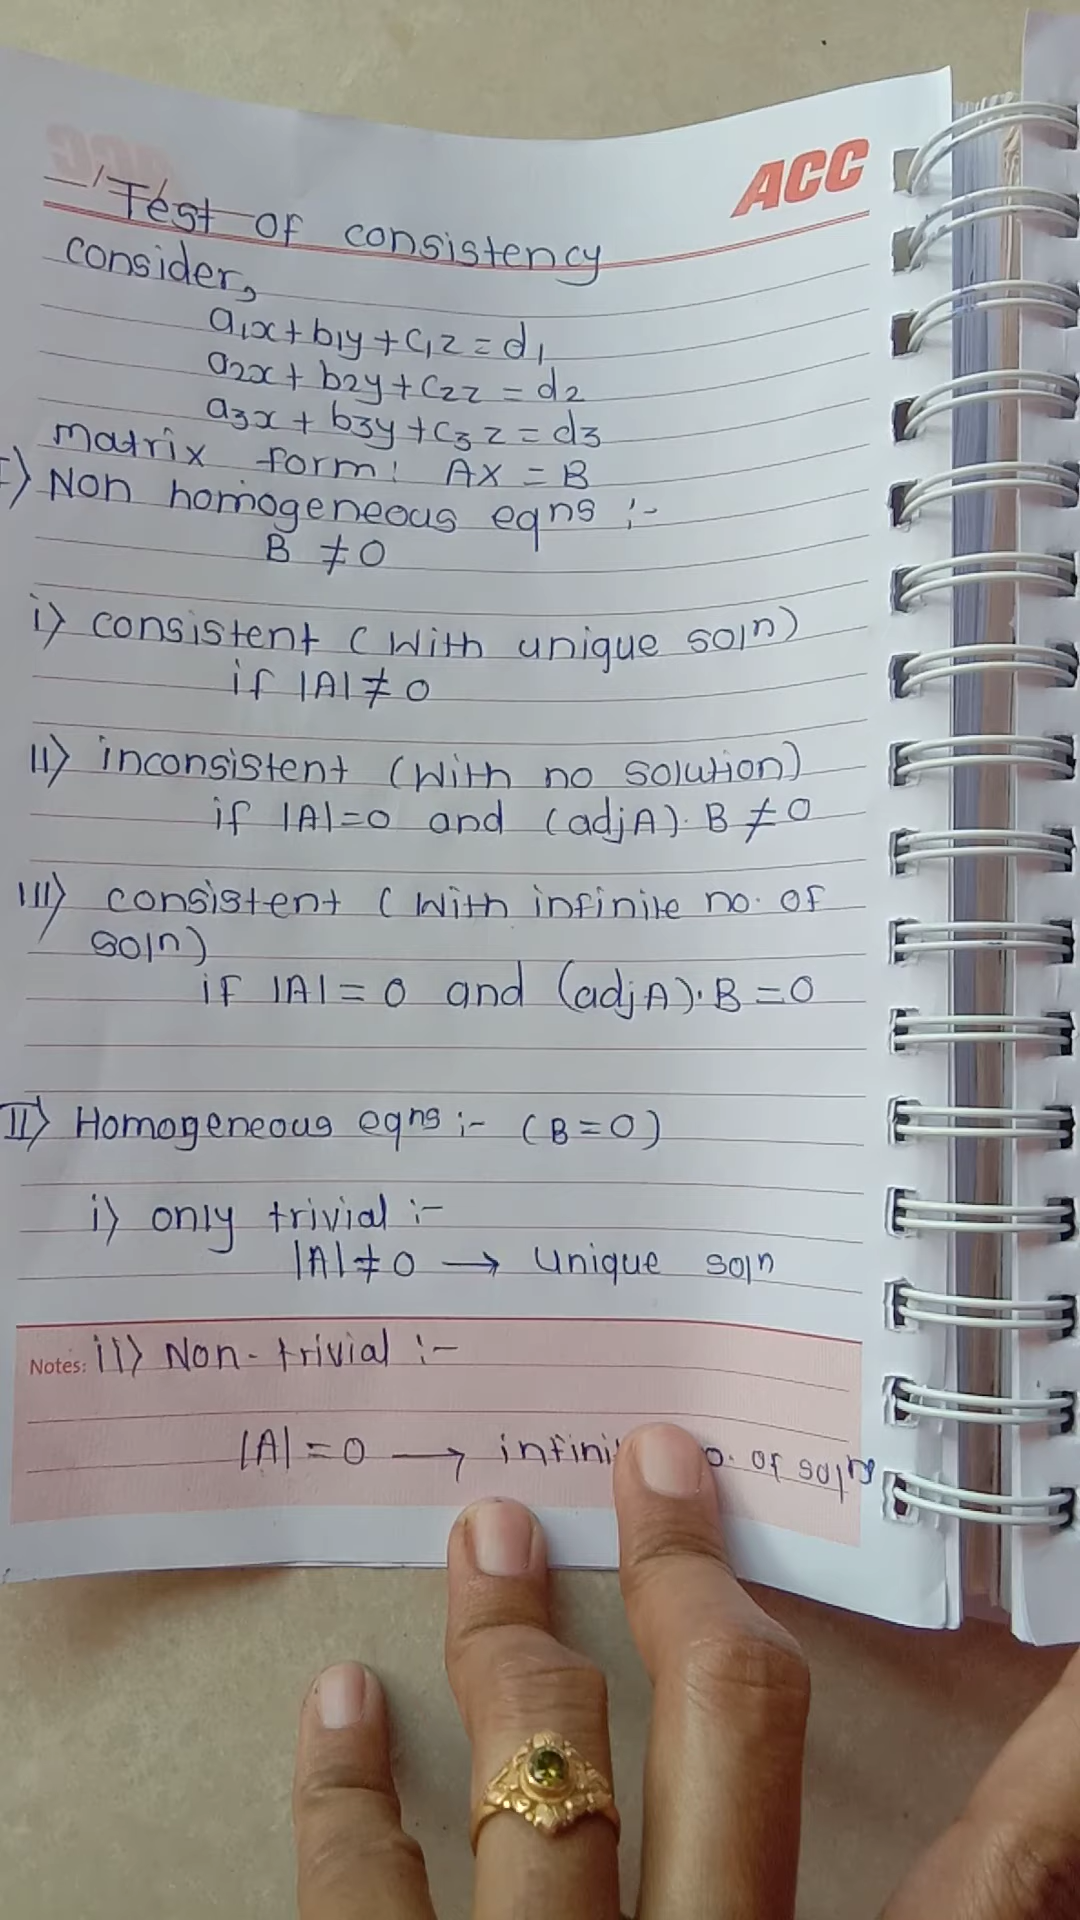 ACC
Test of consistency
consider,
a1x + b1y + c1z = d1
a2x + b2y + c2z = d2
a3x + b3y + c3z = d3
matrix form: AX = B
I) Non homogeneous eqns :-
B ≠ 0
i) consistent ( With unique soln)
if |A| ≠ 0
II) inconsistent (With no solution)
if |A|=0 and (adjA). B ≠ 0
III) consistent ( With infinite no. of
soln)
if |A| = 0 and (adjA). B = 0
II) Homogeneous eqns :- ( B = 0 )
i) only trivial :-
|A| ≠ 0 → Unique soln
Notes: ii) Non-trivial :-
|A| = 0 → of solns